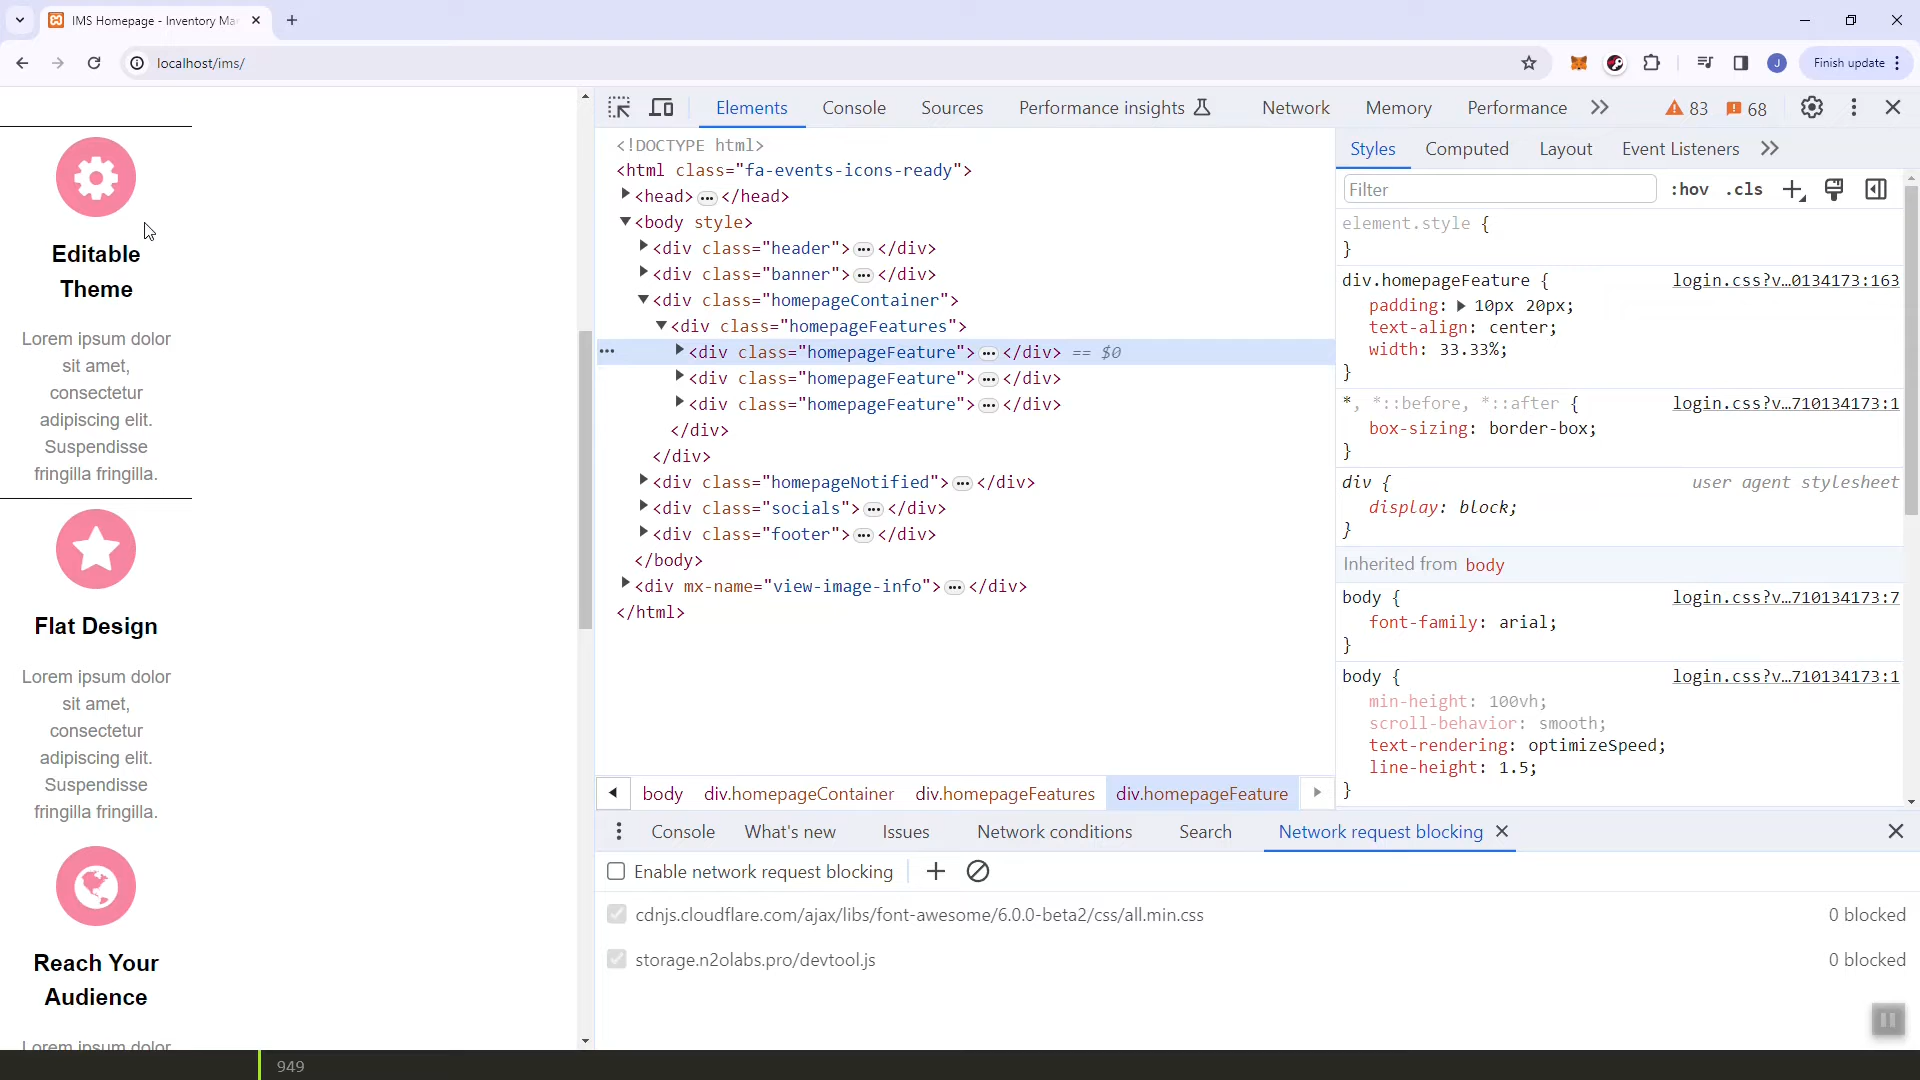 IMS Homepage - Inventory Ma
localhost/ims/
J
Finish update
Elements
Console
Sources
Performance insights
Network
Memory
Performance
83
68
Editable
Theme
Lorem ipsum dolor
sit amet,
consectetur
adipiscing elit.
Suspendisse
fringilla fringilla.
Flat Design
Lorem ipsum dolor
sit amet,
consectetur
adipiscing elit.
Suspendisse
fringilla fringilla.
Reach Your
Audience
Lorem ipsum dolor
<!DOCTYPE html>
<html class="fa-events-icons-ready">
<head> … </head>
<body style>
<div class="header"> … </div>
<div class="banner"> … </div>
<div class="homepageContainer">
<div class="homepageFeatures">
<div class="homepageFeature"> … </div> == $0
<div class="homepageFeature"> … </div>
<div class="homepageFeature"> … </div>
</div>
</div>
<div class="homepageNotified"> … </div>
<div class="socials"> … </div>
<div class="footer"> … </div>
</body>
<div mx-name="view-image-info"> … </div>
</html>
body div.homepageContainer div.homepageFeatures div.homepageFeature
Styles Computed Layout Event Listeners
Filter
:hov .cls
element.style {
}
div.homepageFeature { login.css?v…0134173:163
padding: 10px 20px;
text-align: center;
width: 33.33%;
}
*, *::before, *::after { login.css?v…710134173:1
box-sizing: border-box;
}
div { user agent stylesheet
display: block;
}
Inherited from body
body { login.css?v…710134173:7
font-family: arial;
}
body { login.css?v…710134173:1
min-height: 100vh;
scroll-behavior: smooth;
text-rendering: optimizeSpeed;
line-height: 1.5;
}
Console What's new Issues Network conditions Search Network request blocking
Enable network request blocking
cdnjs.cloudflare.com/ajax/libs/font-awesome/6.0.0-beta2/css/all.min.css 0 blocked
storage.n2olabs.pro/devtool.js 0 blocked
949